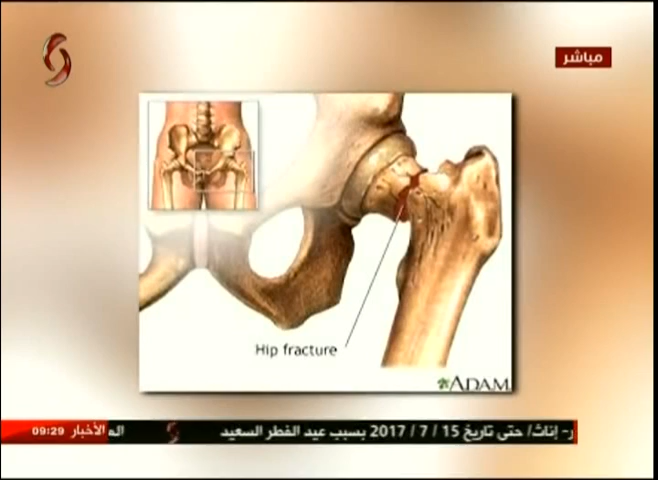 مباشر
Hip fracture
ADAM.
ر- إناث/ حتى تاريخ 15 / 7 / 2017 بسبب عيد الفطر السعيد
الأخبار 09:29